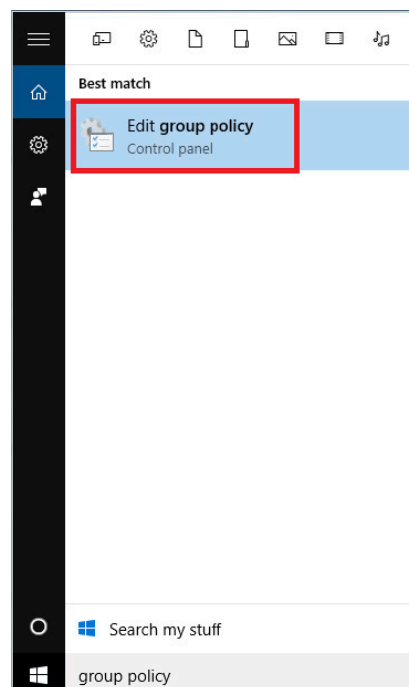 Best match
Edit group policy
Control panel
Search my stuff
group policy